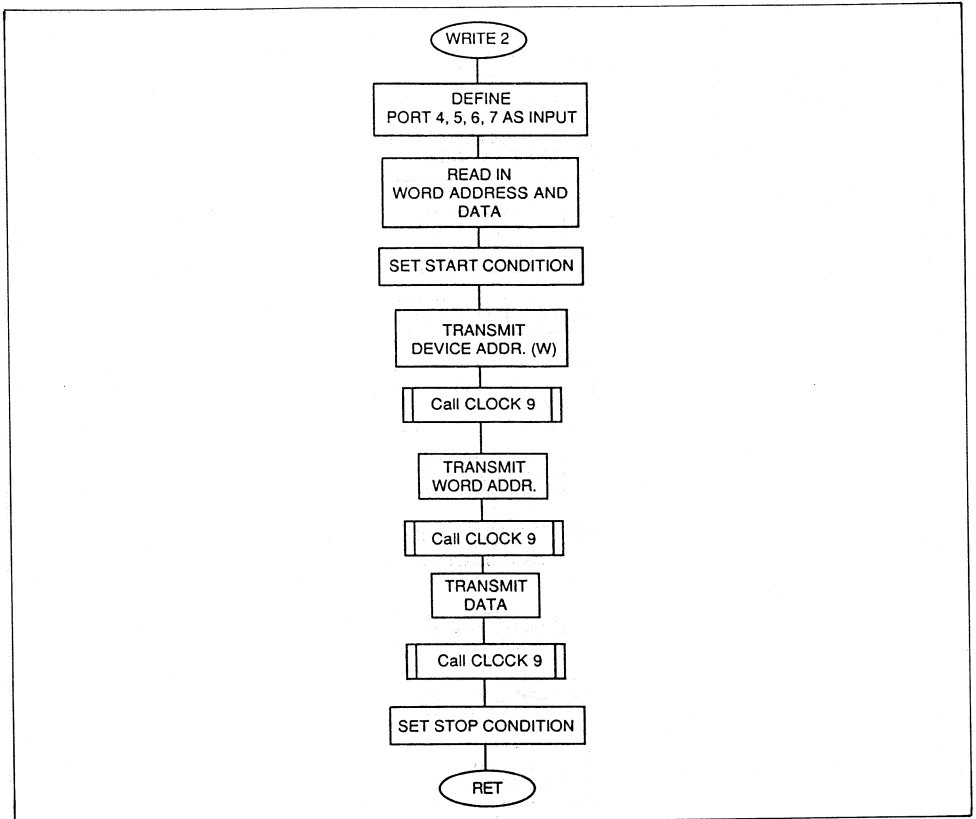 WRITE 2
DEFINE
PORT 4, 5, 6, 7 AS INPUT
READ IN
WORD ADDRESS AND
DATA
SET START CONDITION
TRANSMIT
DEVICE ADDR. (W)
Call CLOCK 9
TRANSMIT
WORD ADDR.
Call CLOCK 9
TRANSMIT
DATA
Call CLOCK 9
SET STOP CONDITION
RET